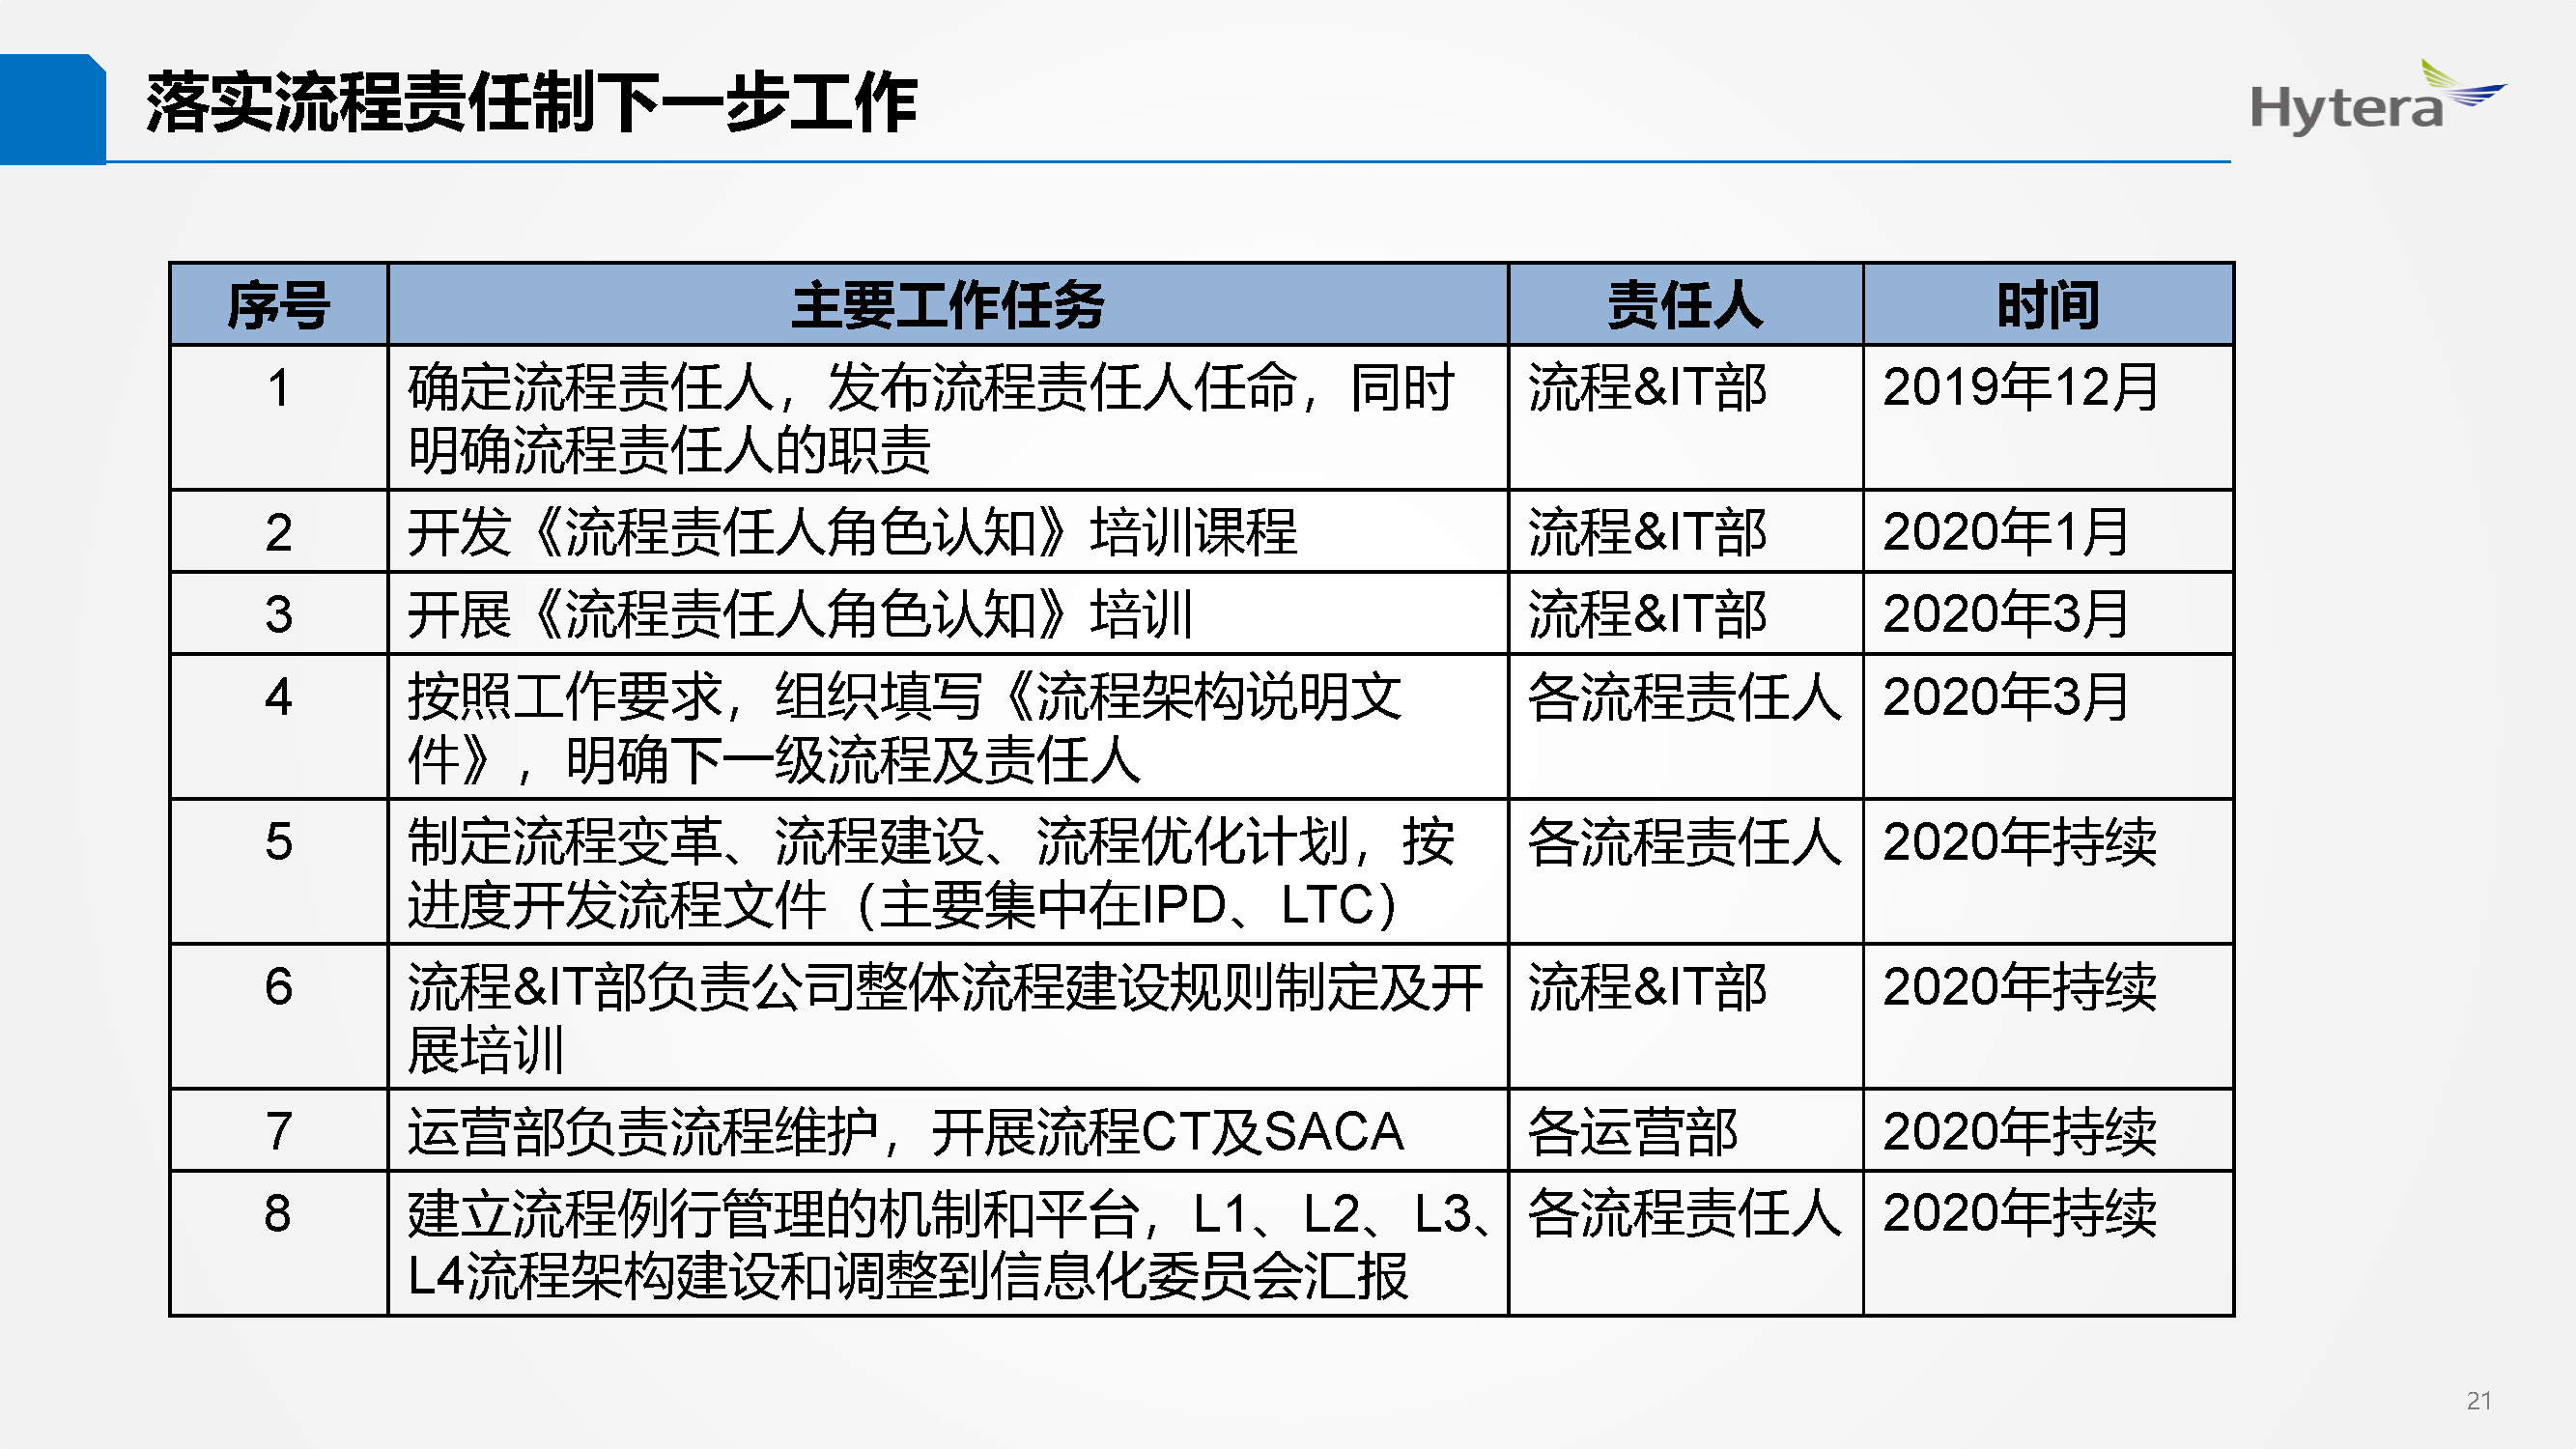 落实流程责任制下一步工作
Hytera
序号 主要工作任务 责任人 时间
1 确定流程责任人，发布流程责任人任命，同时 流程&IT部 2019年12月
明确流程责任人的职责
2 开发《流程责任人角色认知》培训课程 流程&IT部 2020年1月
3 开展《流程责任人角色认知》培训 流程&IT部 2020年3月
4 按照工作要求，组织填写《流程架构说明文 各流程责任人 2020年3月
件》，明确下一级流程及责任人
5 制定流程变革、流程建设、流程优化计划，按 各流程责任人 2020年持续
进度开发流程文件（主要集中在IPD、LTC）
6 流程&IT部负责公司整体流程建设规则制定及开 流程&IT部 2020年持续
展培训
7 运营部负责流程维护，开展流程CT及SACA 各运营部 2020年持续
8 建立流程例行管理的机制和平台，L1、L2、L3、 各流程责任人 2020年持续
L4流程架构建设和调整到信息化委员会汇报
21